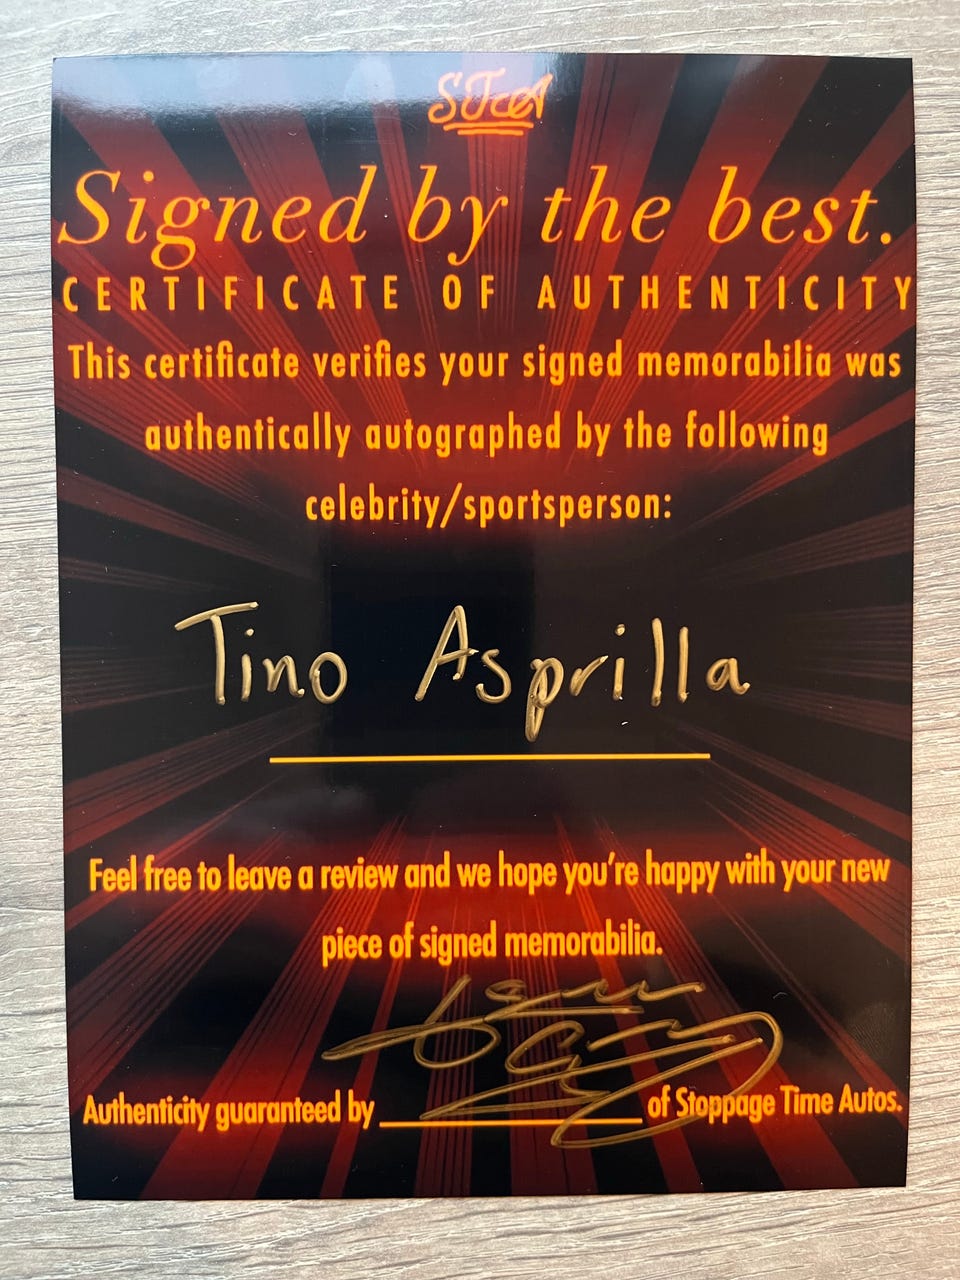 Signed by the best.
CERTIFICATE OF AUTHENTICITY
This certificate verifies your signed memorabilia was
authentically autographed by the following
celebrity/sportsperson:
Tino Asprilla
Feel free to leave a review and we hope you're happy with your new
piece of signed memorabilia.
Authenticity guaranteed by of Stoppage Time Autos.